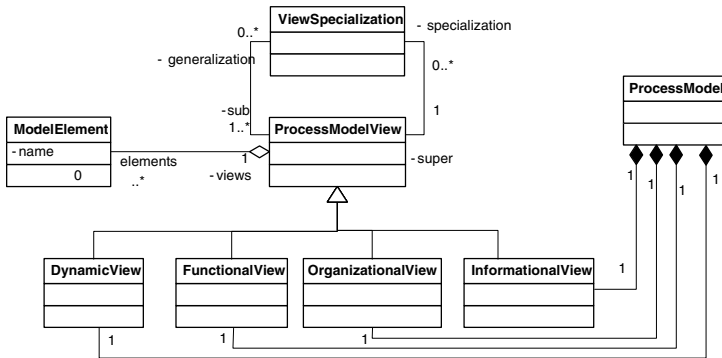 ViewSpecialization
0..*
- specialization
- generalization
0..*
ProcessModel
-sub
1..*
1
ModelElement
ProcessModelView
-name
elements
1
-super
0
..*
-views
1
1
1
1
DynamicView
FunctionalView
OrganizationalView
InformationalView
1
1
1
1